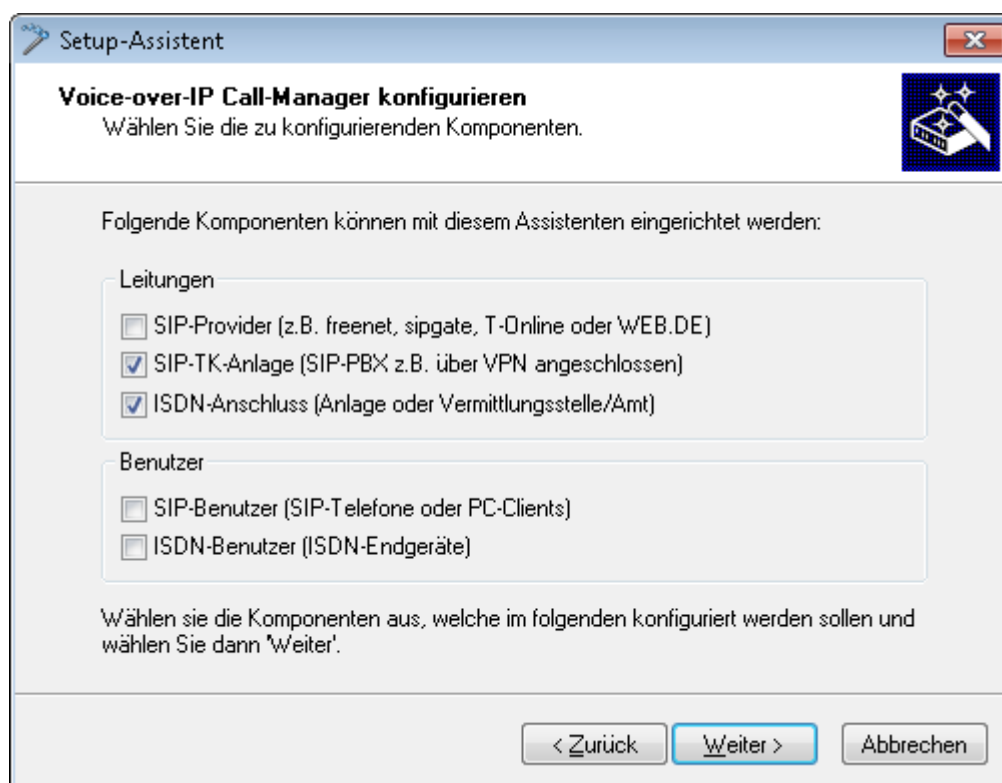 Setup-Assistent
Voice-over-IP Call-Manager konfigurieren
Wählen Sie die zu konfigurierenden Komponenten.
Folgende Komponenten können mit diesem Assistenten eingerichtet werden:
Leitungen
SIP-Provider (z.B. freenet, sipgate, T-Online oder WEB.DE)
SIP-TK-Anlage (SIP-PBX z.B. über VPN angeschlossen)
ISDN-Anschluss (Anlage oder Vermittlungsstelle/Amt)
Benutzer
SIP-Benutzer (SIP-Telefone oder PC-Clients)
ISDN-Benutzer (ISDN-Endgeräte)
Wählen sie die Komponenten aus, welche im folgenden konfiguriert werden sollen und
wählen Sie dann 'Weiter'.
< Zurück
Weiter >
Abbrechen